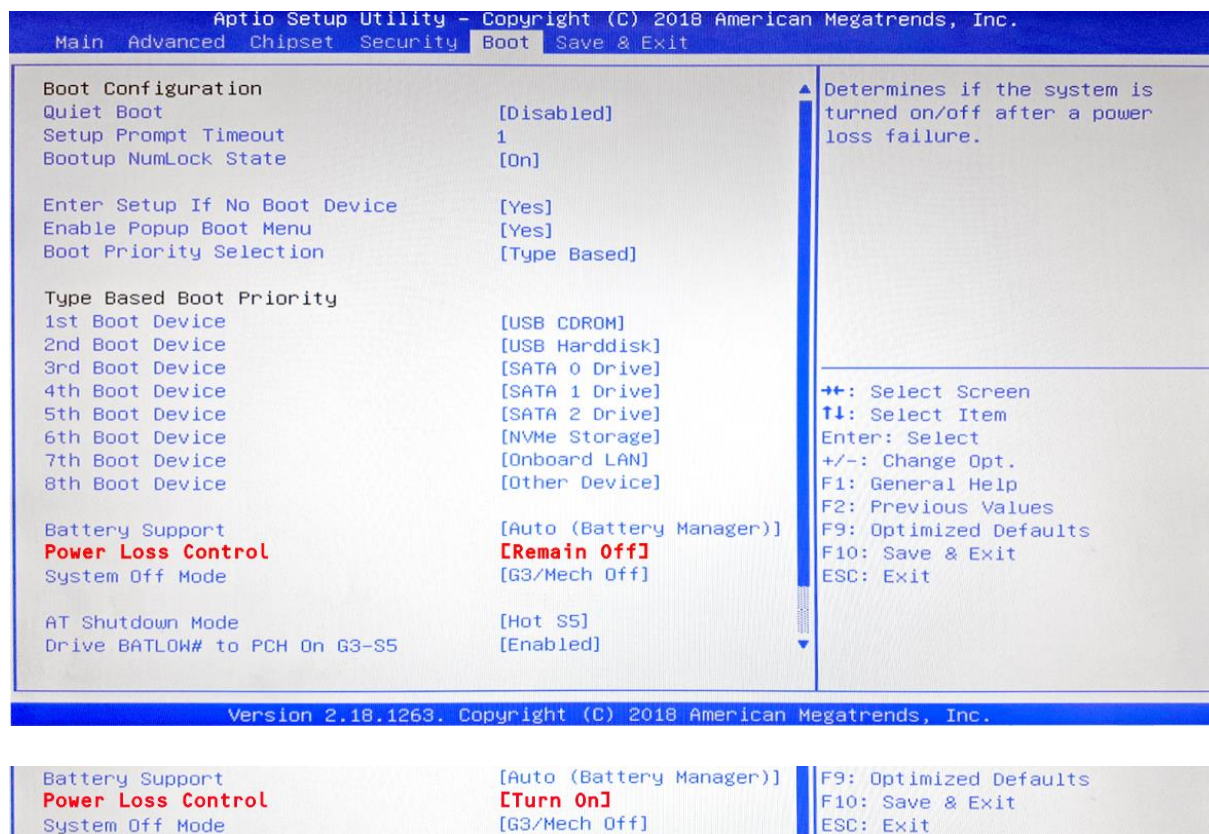 Aptio Setup Utility – Copyright (C) 2018 American Megatrends, Inc.
Main Advanced Chipset Security Boot Save & Exit
Boot Configuration
Quiet Boot [Disabled]
Setup Prompt Timeout 1
Bootup NumLock State [On]
Enter Setup If No Boot Device [Yes]
Enable Popup Boot Menu [Yes]
Boot Priority Selection [Type Based]
Type Based Boot Priority
1st Boot Device [USB CDROM]
2nd Boot Device [USB Harddisk]
3rd Boot Device [SATA 0 Drive]
4th Boot Device [SATA 1 Drive]
5th Boot Device [SATA 2 Drive]
6th Boot Device [NVMe Storage]
7th Boot Device [Onboard LAN]
8th Boot Device [Other Device]
Battery Support [Auto (Battery Manager)]
Power Loss Control [Remain Off]
System Off Mode [G3/Mech Off]
AT Shutdown Mode [Hot S5]
Drive BATLOW# to PCH On G3-S5 [Enabled]
Determines if the system is
turned on/off after a power
loss failure.
→←: Select Screen
↑↓: Select Item
Enter: Select
+/-: Change Opt.
F1: General Help
F2: Previous Values
F9: Optimized Defaults
F10: Save & Exit
ESC: Exit
Version 2.18.1263. Copyright (C) 2018 American Megatrends, Inc.
Battery Support [Auto (Battery Manager)]
Power Loss Control [Turn On]
System Off Mode [G3/Mech Off]
F9: Optimized Defaults
F10: Save & Exit
ESC: Exit